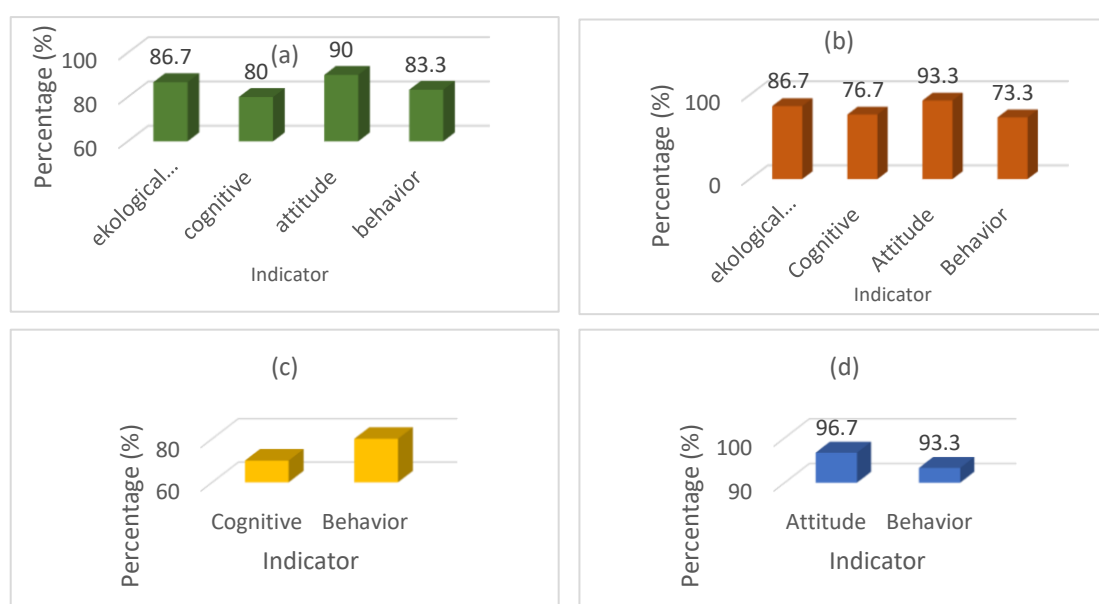 (a)
Percentage (%)
100
80
60
86.7
80
90
83.3
ekological...
cognitive
attitude
behavior
Indicator
(b)
Percentage (%)
100
0
86.7
76.7
93.3
73.3
ekological...
Cognitive
Attitude
Behavior
Indicator
(c)
Percentage (%)
80
60
Cognitive
Behavior
Indicator
(d)
Percentage (%)
100
90
96.7
93.3
Attitude
Behavior
Indicator